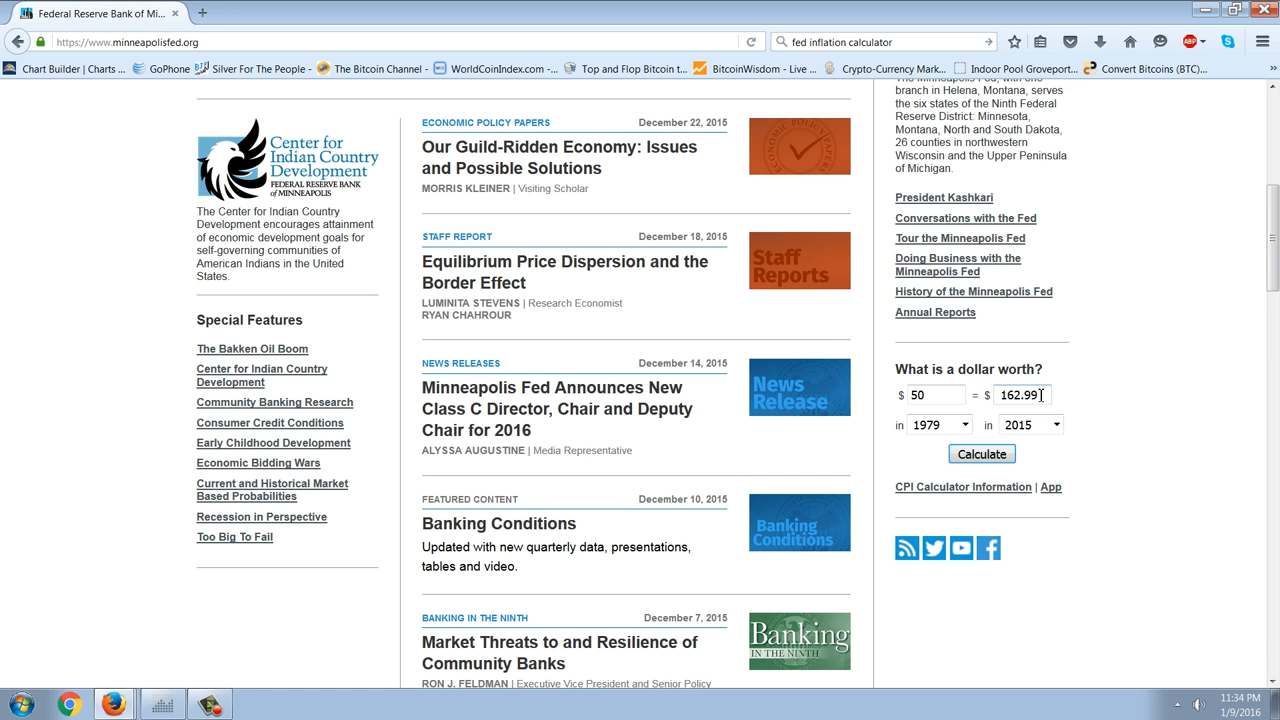 Federal Reserve Bank of Mi...
https://www.minneapolisfed.org
fed inflation calculator
ABP
Chart Builder | Charts ...
GoPhone
Silver For The People - ...
The Bitcoin Channel - ...
WorldCoinIndex.com -...
Top and Flop Bitcoin t...
BitcoinWisdom - Live ...
Crypto-Currency Mark...
Indoor Pool Groveport...
Convert Bitcoins (BTC)...
Center for
Indian Country
Development
FEDERAL RESERVE BANK
of MINNEAPOLIS
The Center for Indian Country
Development encourages attainment
of economic development goals for
self-governing communities of
American Indians in the United
States.
Special Features
The Bakken Oil Boom
Center for Indian Country
Development
Community Banking Research
Consumer Credit Conditions
Early Childhood Development
Economic Bidding Wars
Current and Historical Market
Based Probabilities
Recession in Perspective
Too Big To Fail
ECONOMIC POLICY PAPERS
December 22, 2015
Our Guild-Ridden Economy: Issues
and Possible Solutions
MORRIS KLEINER | Visiting Scholar
STAFF REPORT
December 18, 2015
Equilibrium Price Dispersion and the
Border Effect
LUMINITA STEVENS | Research Economist
RYAN CHAHROUR
Staff
Reports
NEWS RELEASES
December 14, 2015
Minneapolis Fed Announces New
Class C Director, Chair and Deputy
Chair for 2016
ALYSSA AUGUSTINE | Media Representative
News
Release
FEATURED CONTENT
December 10, 2015
Banking Conditions
Updated with new quarterly data, presentations,
tables and video.
Banking
Conditions
BANKING IN THE NINTH
December 7, 2015
Market Threats to and Resilience of
Community Banks
RON J. FELDMAN | Executive Vice President and Senior Policy
Banking
IN THE NINTH
The Minneapolis Fed, with one
branch in Helena, Montana, serves
the six states of the Ninth Federal
Reserve District: Minnesota,
Montana, North and South Dakota,
26 counties in northwestern
Wisconsin and the Upper Peninsula
of Michigan.
President Kashkari
Conversations with the Fed
Tour the Minneapolis Fed
Doing Business with the
Minneapolis Fed
History of the Minneapolis Fed
Annual Reports
What is a dollar worth?
$ 50 = $ 162.99
in 1979 in 2015
Calculate
CPI Calculator Information | App
11:34 PM
1/9/2016